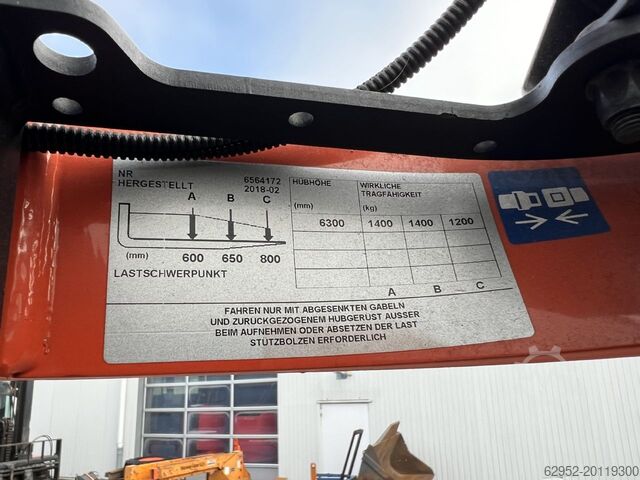 NR 6564172
HERGESTELLT 2018-02
A B C
(mm) 600 650 800
LASTSCHWERPUNKT
HUBHÖHE
(mm)
6300
WIRKLICHE
TRAGFÄHIGKEIT
(kg)
1400 1400 1200
A B C
FAHREN NUR MIT ABGESENKTEN GABELN
UND ZURÜCKGEZOGENEM HUBGERÜST AUSSER
BEIM AUFNEHMEN ODER ABSETZEN DER LAST
STÜTZBOLZEN ERFORDERLICH
62952-20119300